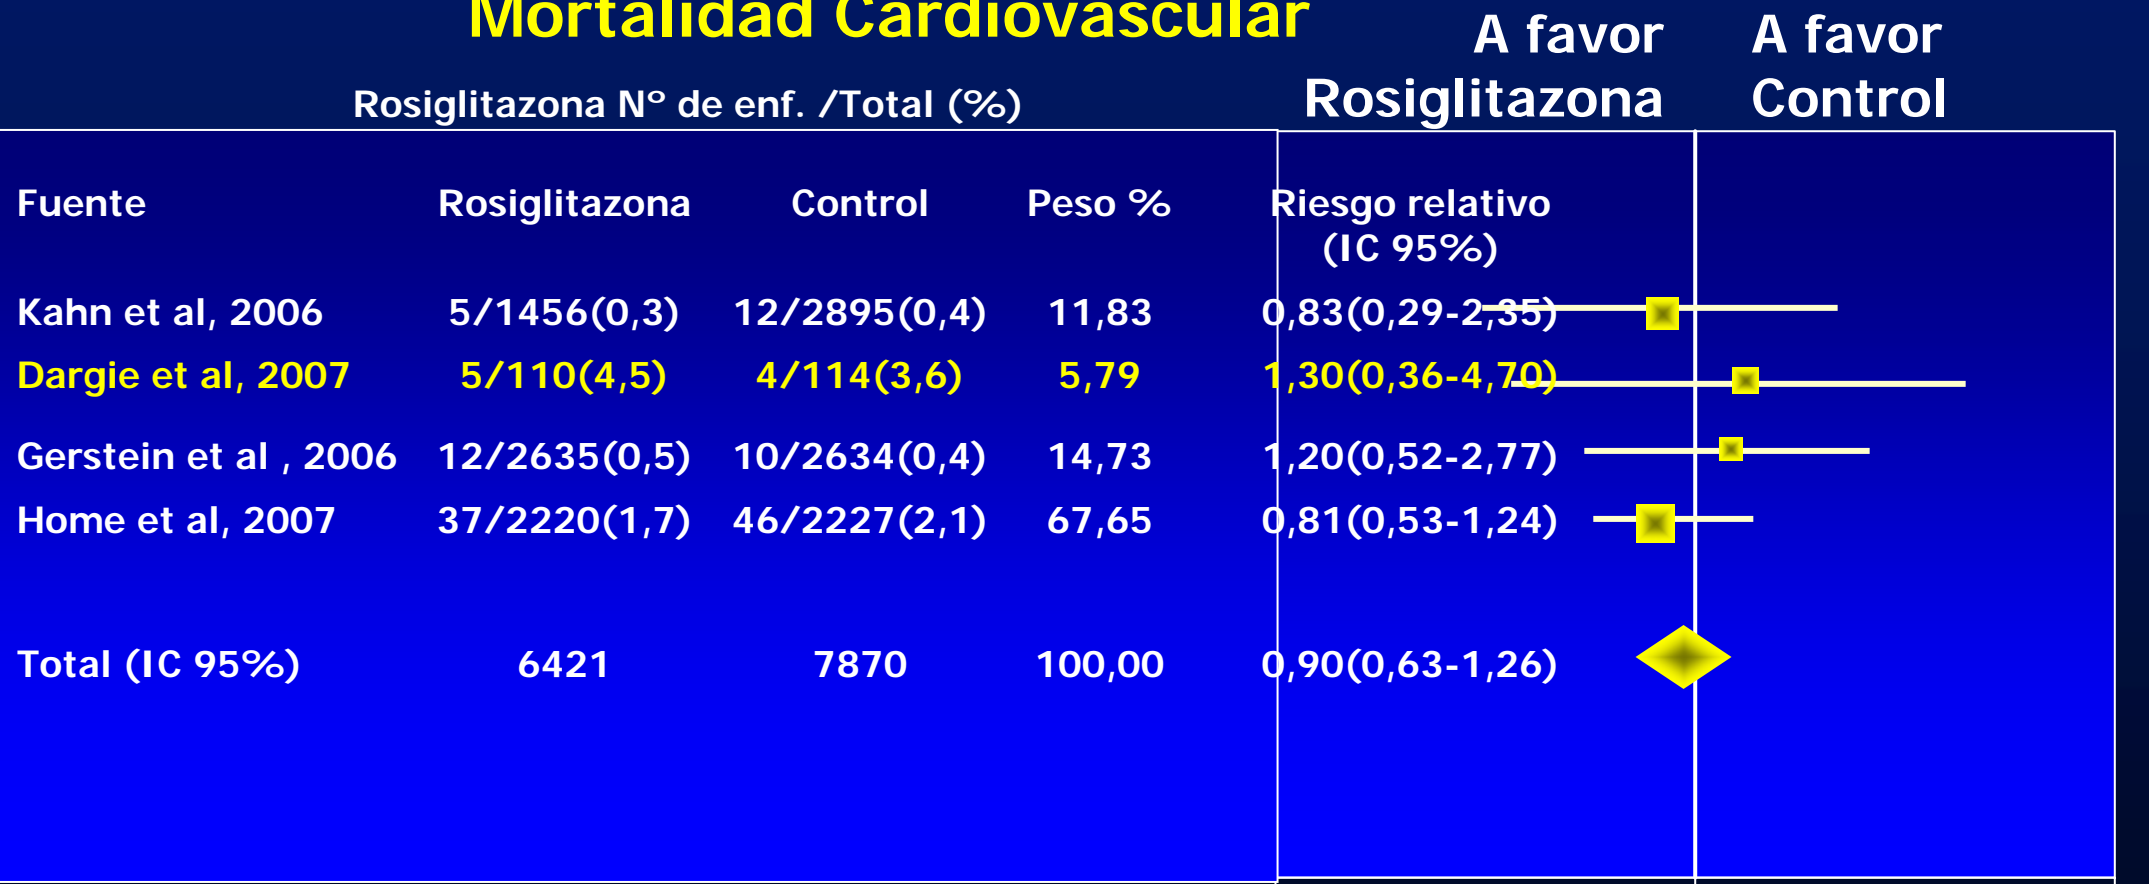 Mortalidad Cardiovascular
A favor A favor
Rosiglitazona Control
Rosiglitazona Nº de enf. /Total (%)
Fuente Rosiglitazona Control Peso % Riesgo relativo
(IC 95%)
Kahn et al, 2006 5/1456(0,3) 12/2895(0,4) 11,83 0,83(0,29-2,35)
Dargie et al, 2007 5/110(4,5) 4/114(3,6) 5,79 1,30(0,36-4,70)
Gerstein et al , 2006 12/2635(0,5) 10/2634(0,4) 14,73 1,20(0,52-2,77)
Home et al, 2007 37/2220(1,7) 46/2227(2,1) 67,65 0,81(0,53-1,24)
Total (IC 95%) 6421 7870 100,00 0,90(0,63-1,26)